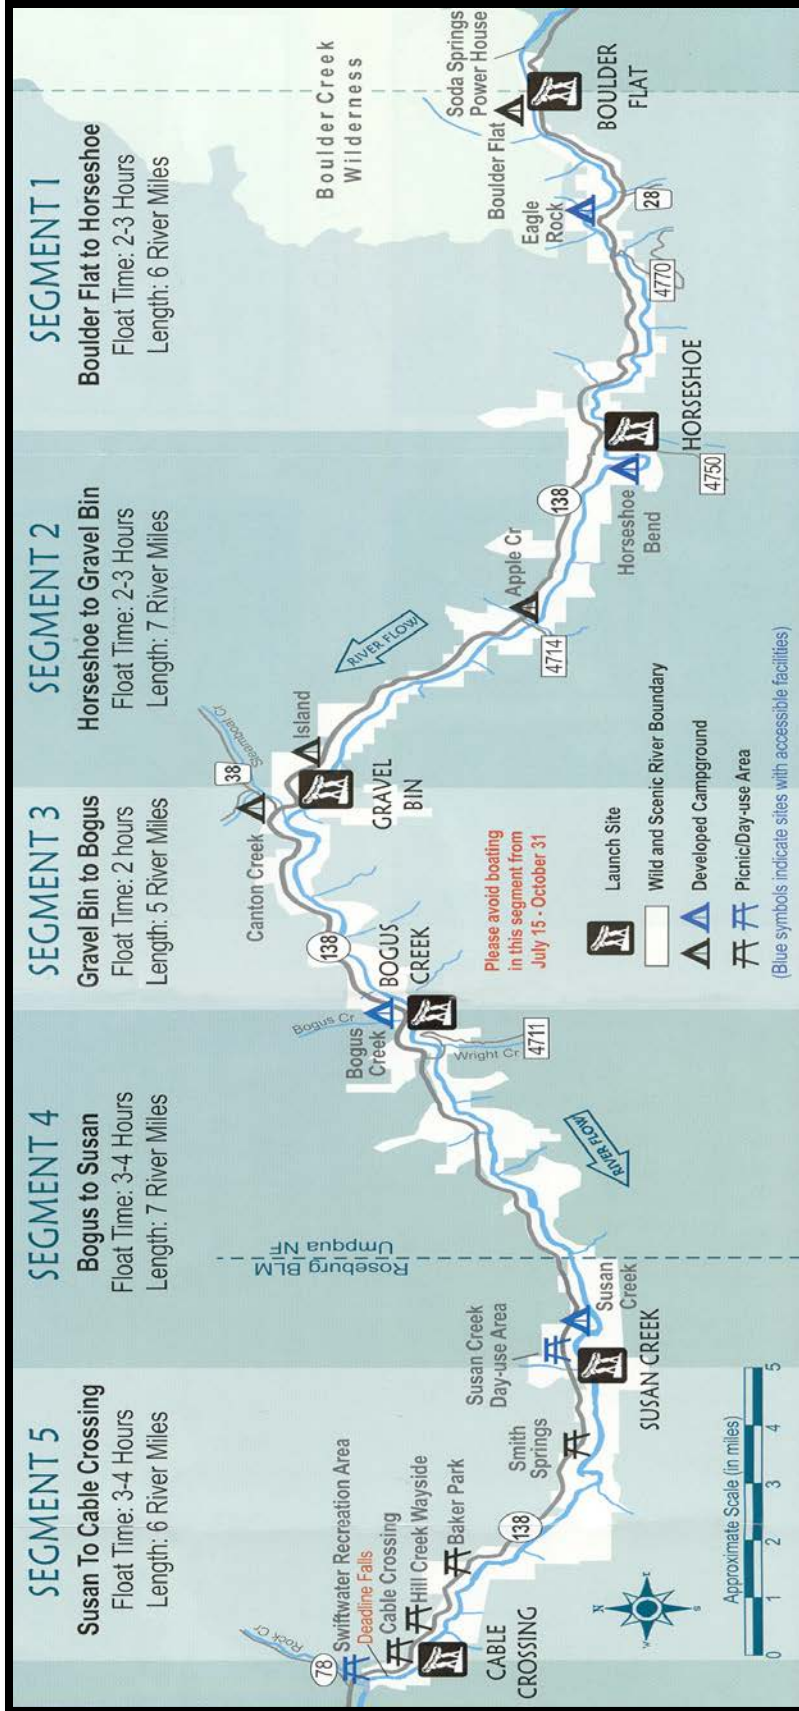 SEGMENT 5
Susan To Cable Crossing
Float Time: 3-4 Hours
Length: 6 River Miles
SEGMENT 4
Bogus to Susan
Float Time: 3-4 Hours
Length: 7 River Miles
SEGMENT 3
Gravel Bin to Bogus
Float Time: 2 hours
Length: 5 River Miles
SEGMENT 2
Horseshoe to Gravel Bin
Float Time: 2-3 Hours
Length: 7 River Miles
SEGMENT 1
Boulder Flat to Horseshoe
Float Time: 2-3 Hours
Length: 6 River Miles
Rock Cr
78
Swiftwater Recreation Area
Deadline Falls
Cable Crossing
Hill Creek Wayside
Baker Park
CABLE
CROSSING
138
Smith
Springs
Susan Creek
Day-use Area
Susan
Creek
SUSAN CREEK
Roseburg BLM
Umpqua NF
RIVER FLOW
Bogus Cr
Bogus
Creek
BOGUS
CREEK
Wright Cr
4711
138
Canton Creek
38
Steamboat Cr
Island
GRAVEL
BIN
Please avoid boating
in this segment from
July 15 - October 31
RIVER FLOW
Apple Cr
4714
138
Horseshoe
Bend
4750
HORSESHOE
4770
28
Eagle
Rock
Boulder Flat
Soda Springs
Power House
BOULDER
FLAT
Boulder Creek
Wilderness
Launch Site
Wild and Scenic River Boundary
Developed Campground
Picnic/Day-use Area
(Blue symbols indicate sites with accessible facilities)
N
E
S
W
Approximate Scale (in miles)
0 1 2 3 4 5